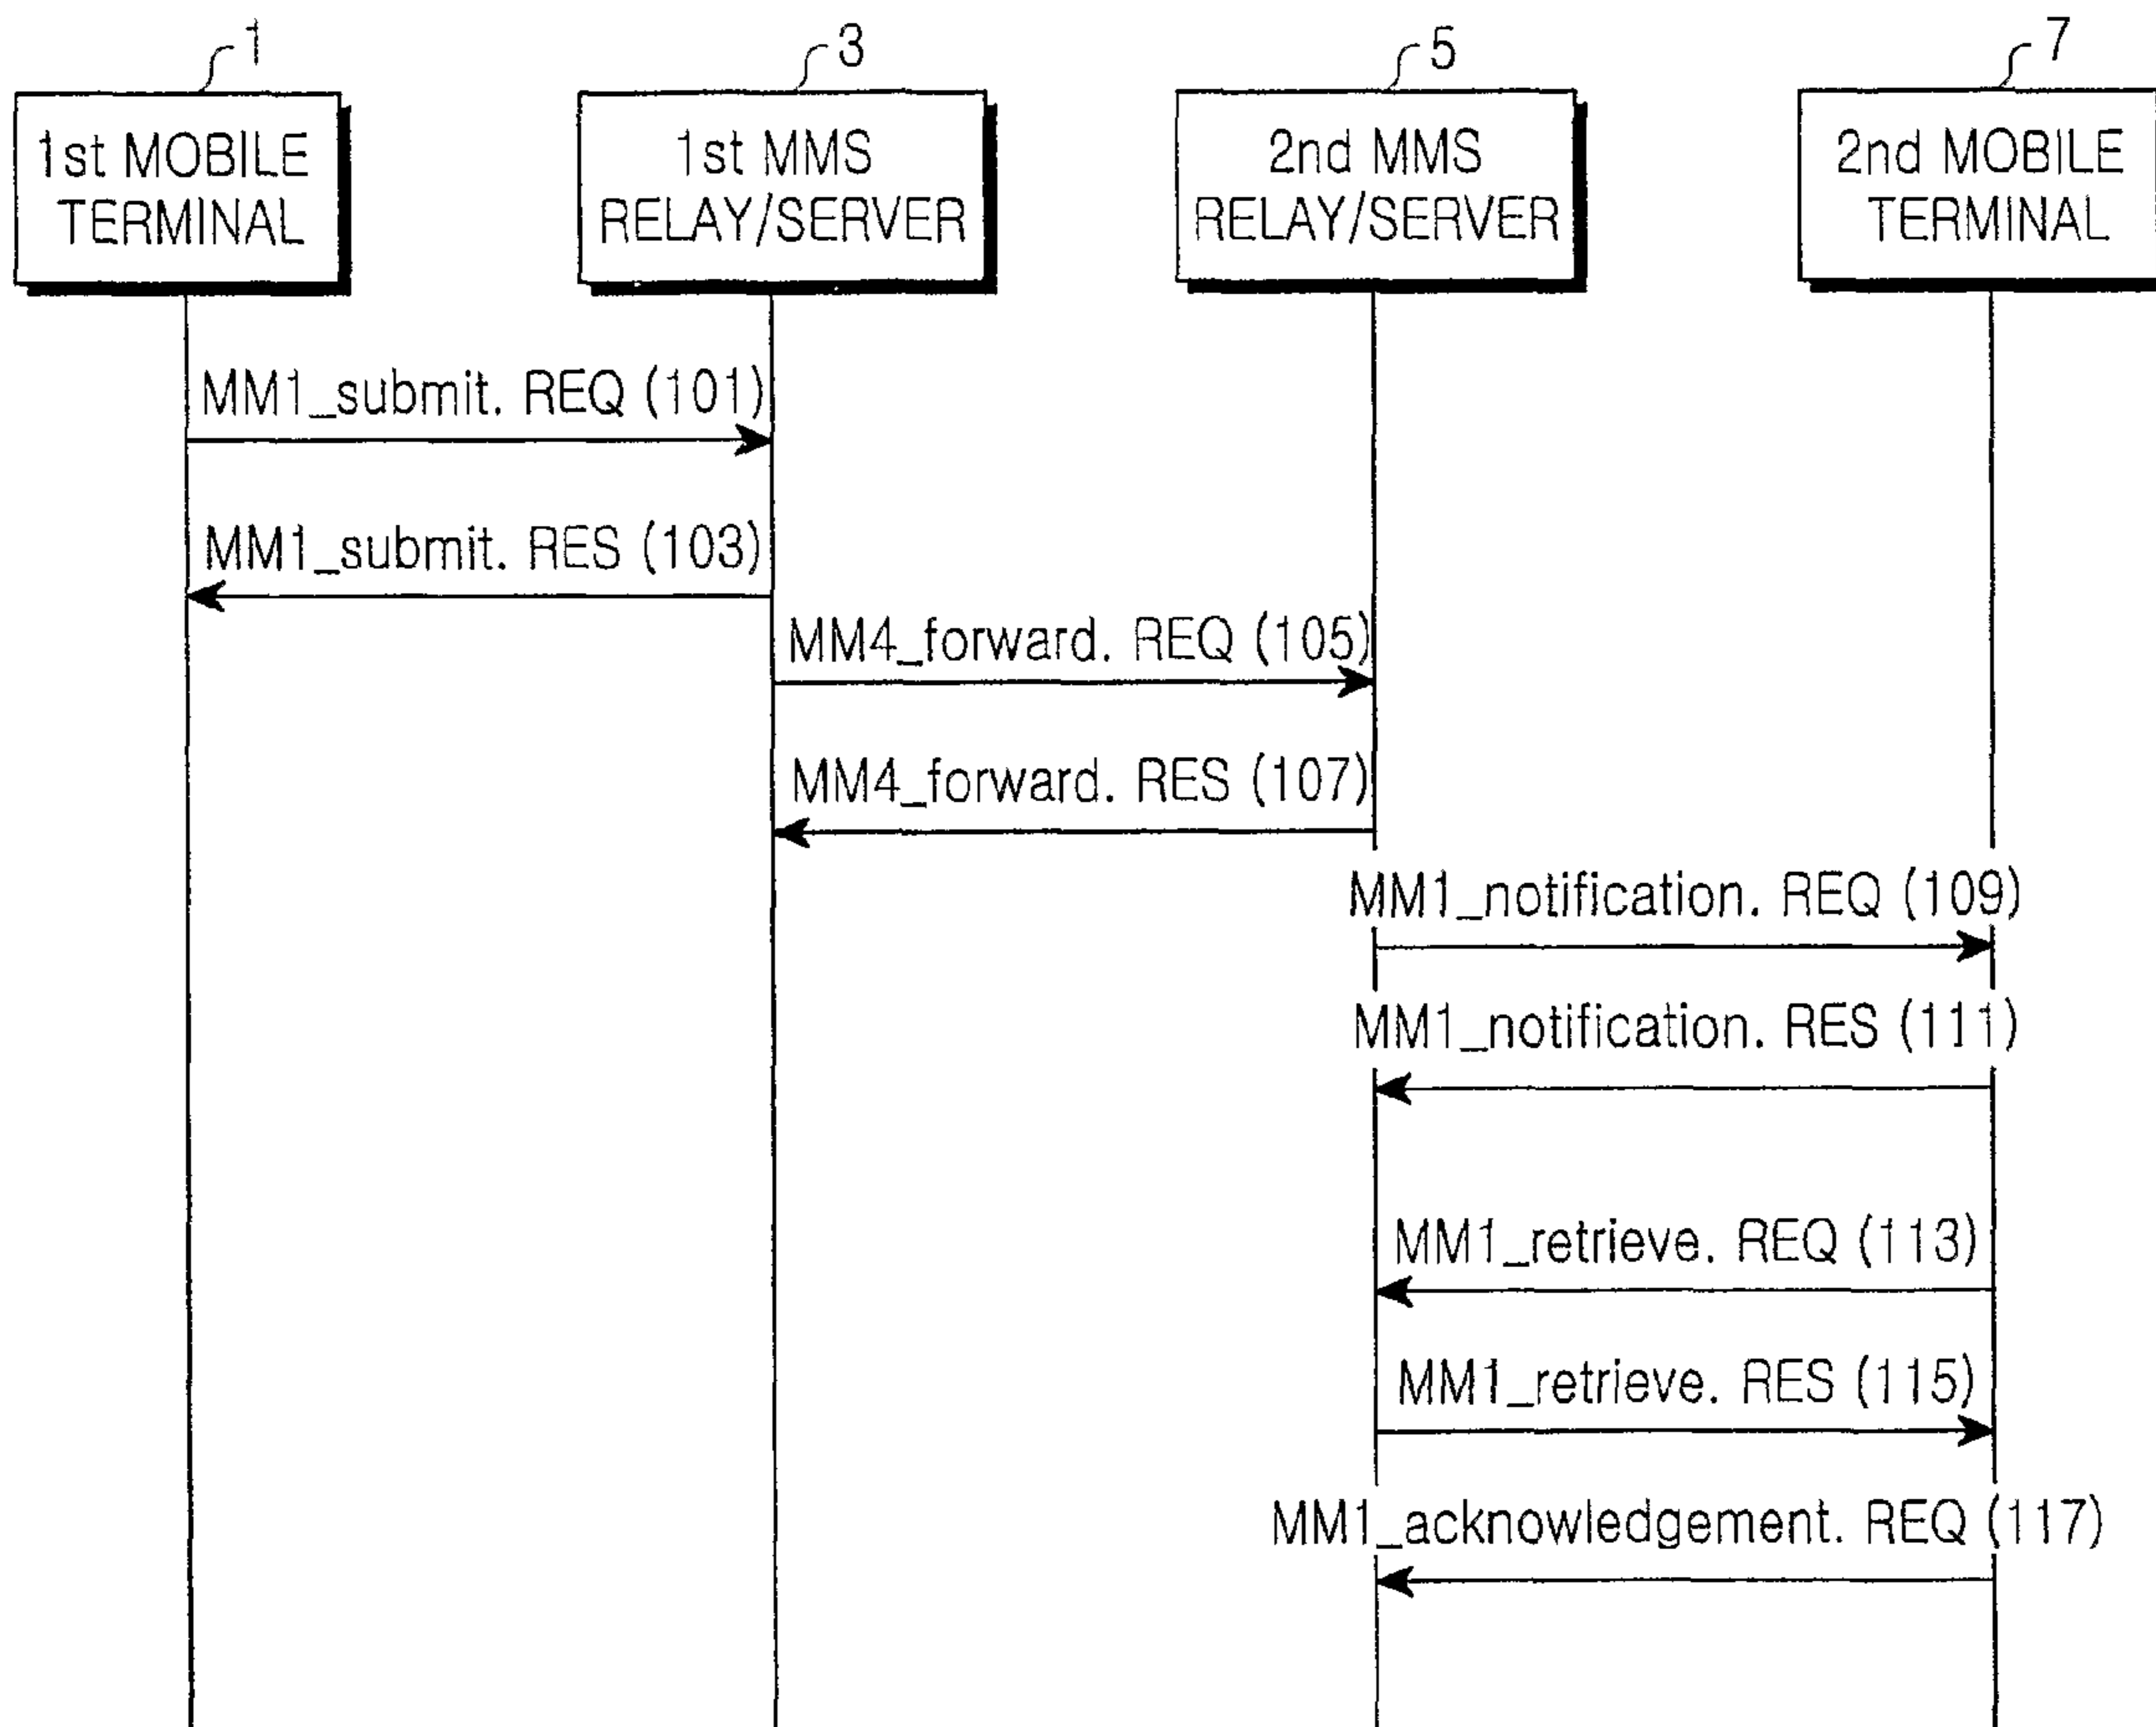 1
3
5
7
1st MOBILE
TERMINAL
1st MMS
RELAY/SERVER
2nd MMS
RELAY/SERVER
2nd MOBILE
TERMINAL
MM1_submit. REQ (101)
MM1_submit. RES (103)
MM4_forward. REQ (105)
MM4_forward. RES (107)
MM1_notification. REQ (109)
MM1_notification. RES (111)
MM1_retrieve. REQ (113)
MM1_retrieve. RES (115)
MM1_acknowledgement. REQ (117)